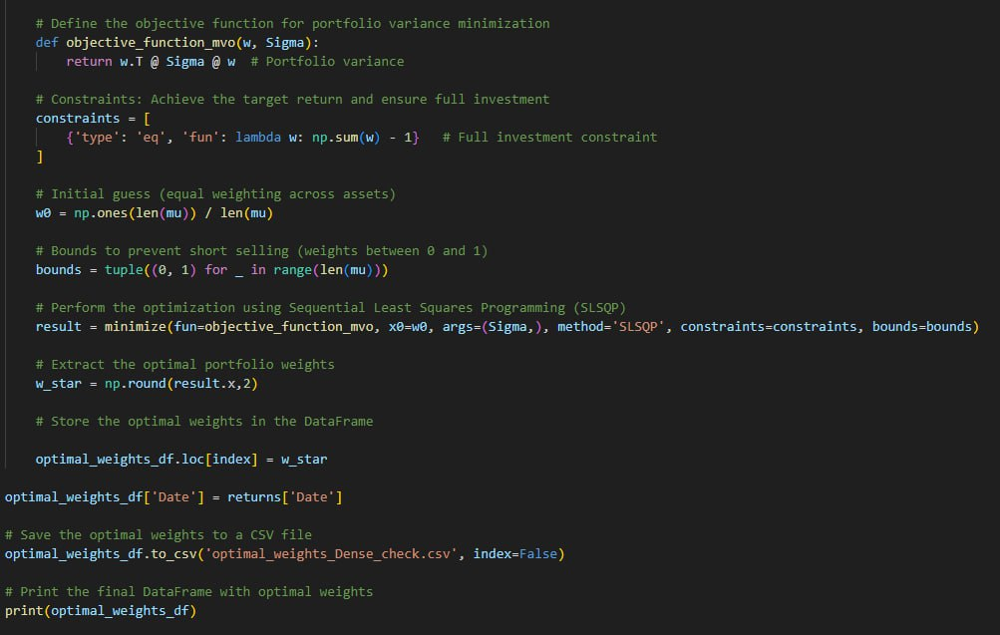 # Define the objective function for portfolio variance minimization
def objective_function_mvo(w, Sigma):
return w.T @ Sigma @ w  # Portfolio variance
# Constraints: Achieve the target return and ensure full investment
constraints = [
{'type': 'eq', 'fun': lambda w: np.sum(w) - 1}   # Full investment constraint
]
# Initial guess (equal weighting across assets)
w0 = np.ones(len(mu)) / len(mu)
# Bounds to prevent short selling (weights between 0 and 1)
bounds = tuple((0, 1) for _ in range(len(mu)))
# Perform the optimization using Sequential Least Squares Programming (SLSQP)
result = minimize(fun=objective_function_mvo, x0=w0, args=(Sigma,), method='SLSQP', constraints=constraints, bounds=bounds)
# Extract the optimal portfolio weights
w_star = np.round(result.x,2)
# Store the optimal weights in the DataFrame
optimal_weights_df.loc[index] = w_star
optimal_weights_df['Date'] = returns['Date']
# Save the optimal weights to a CSV file
optimal_weights_df.to_csv('optimal_weights_Dense_check.csv', index=False)
# Print the final DataFrame with optimal weights
print(optimal_weights_df)